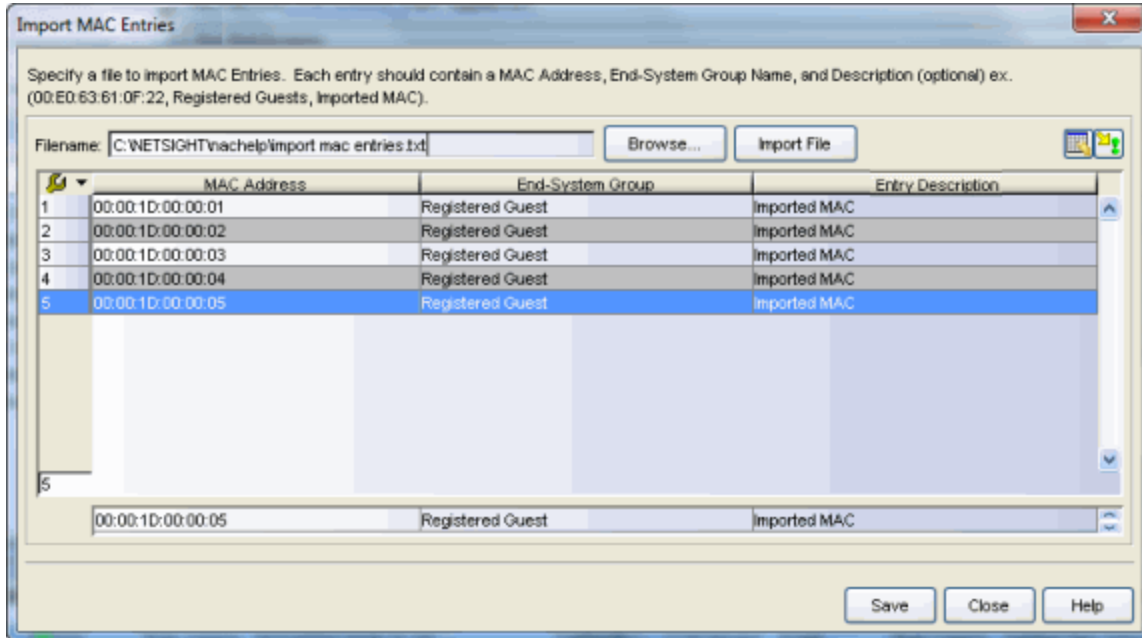 Import MAC Entries
Specify a file to import MAC Entries. Each entry should contain a MAC Address, End-System Group Name, and Description (optional) ex.
(00:E0:63:61:0F:22, Registered Guests, Imported MAC).
Filename: C:\NETSIGHT\nachelp\import mac entries.txt Browse... Import File
MAC Address End-System Group Entry Description
1 00:00:1D:00:00:01 Registered Guest Imported MAC
2 00:00:1D:00:00:02 Registered Guest Imported MAC
3 00:00:1D:00:00:03 Registered Guest Imported MAC
4 00:00:1D:00:00:04 Registered Guest Imported MAC
5 00:00:1D:00:00:05 Registered Guest Imported MAC
5
00:00:1D:00:00:05 Registered Guest Imported MAC
Save Close Help